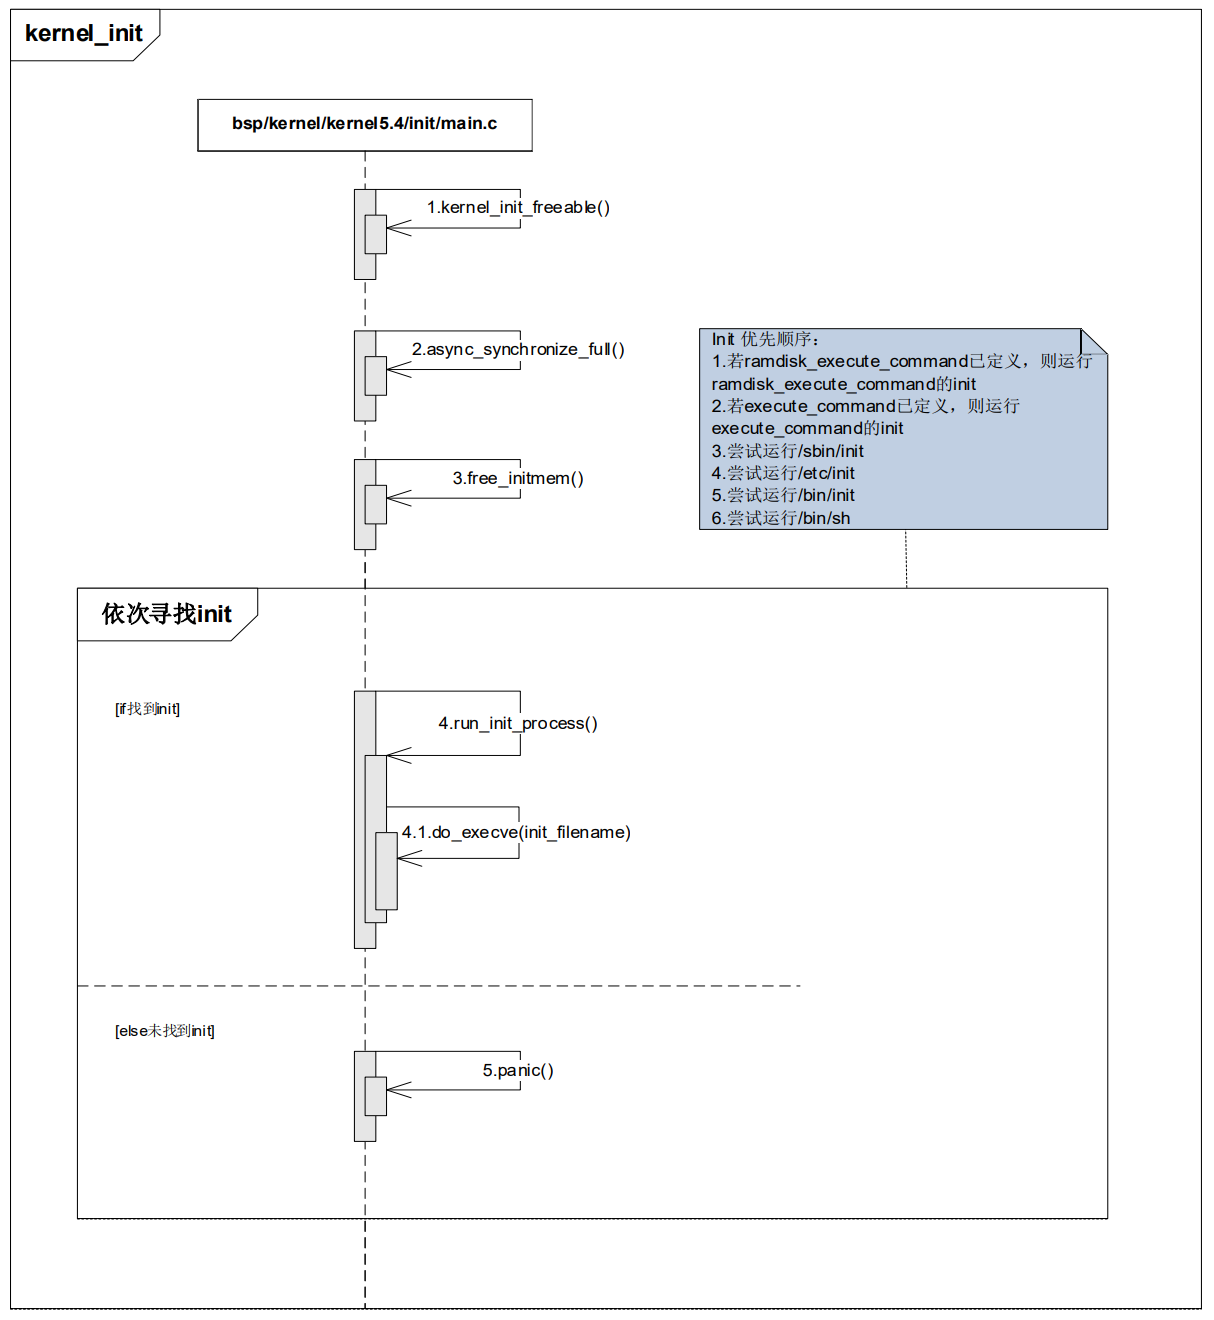 kernel_init
bsp/kernel/kernel5.4/init/main.c
1.kernel_init_freeable()
2.async_synchronize_full()
Init 优先顺序：
1.若ramdisk_execute_command已定义，则运行
ramdisk_execute_command的init
2.若execute_command已定义，则运行
execute_command的init
3.尝试运行/sbin/init
4.尝试运行/etc/init
5.尝试运行/bin/init
6.尝试运行/bin/sh
3.free_initmem()
依次寻找init
[if找到init]
4.run_init_process()
4.1.do_execve(init_filename)
[else未找到init]
5.panic()